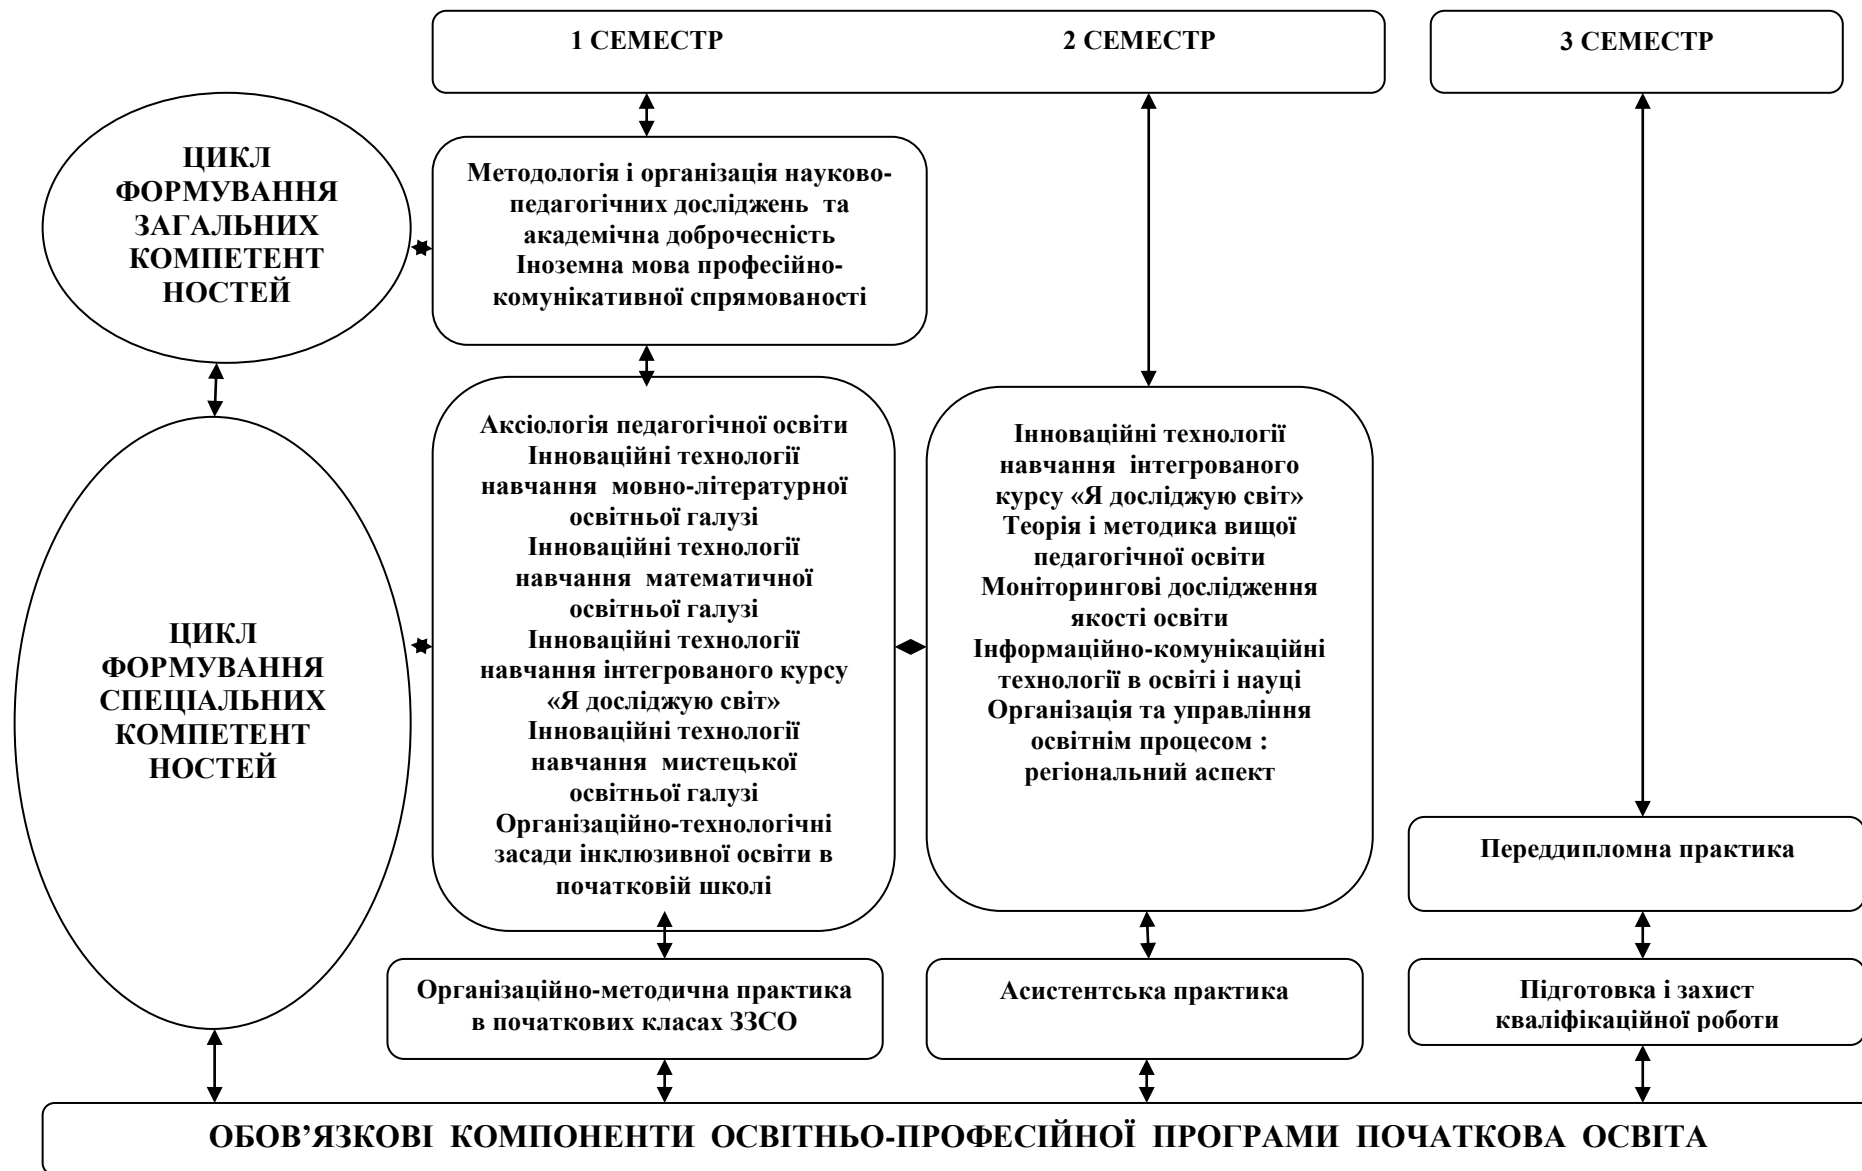 1 СЕМЕСТР
2 СЕМЕСТР
3 СЕМЕСТР
ЦИКЛ
ФОРМУВАННЯ
ЗАГАЛЬНИХ
КОМПЕТЕНТ
НОСТЕЙ
Методологія і організація науково-
педагогічних досліджень та
академічна доброчесність
Іноземна мова професійно-
комунікативної спрямованості
ЦИКЛ
ФОРМУВАННЯ
СПЕЦІАЛЬНИХ
КОМПЕТЕНТ
НОСТЕЙ
Аксіологія педагогічної освіти
Інноваційні технології
навчання мовно-літературної
освітньої галузі
Інноваційні технології
навчання математичної
освітньої галузі
Інноваційні технології
навчання інтегрованого курсу
«Я досліджую світ»
Інноваційні технології
навчання мистецької
освітньої галузі
Організаційно-технологічні
засади інклюзивної освіти в
початковій школі
Інноваційні технології
навчання інтегрованого
курсу «Я досліджую світ»
Теорія і методика вищої
педагогічної освіти
Моніторингові дослідження
якості освіти
Інформаційно-комунікаційні
технології в освіті і науці
Організація та управління
освітнім процесом :
регіональний аспект
Переддипломна практика
Організаційно-методична практика
в початкових класах ЗЗСО
Асистентська практика
Підготовка і захист
кваліфікаційної роботи
ОБОВ’ЯЗКОВІ КОМПОНЕНТИ ОСВІТНЬО-ПРОФЕСІЙНОЇ ПРОГРАМИ ПОЧАТКОВА ОСВІТА